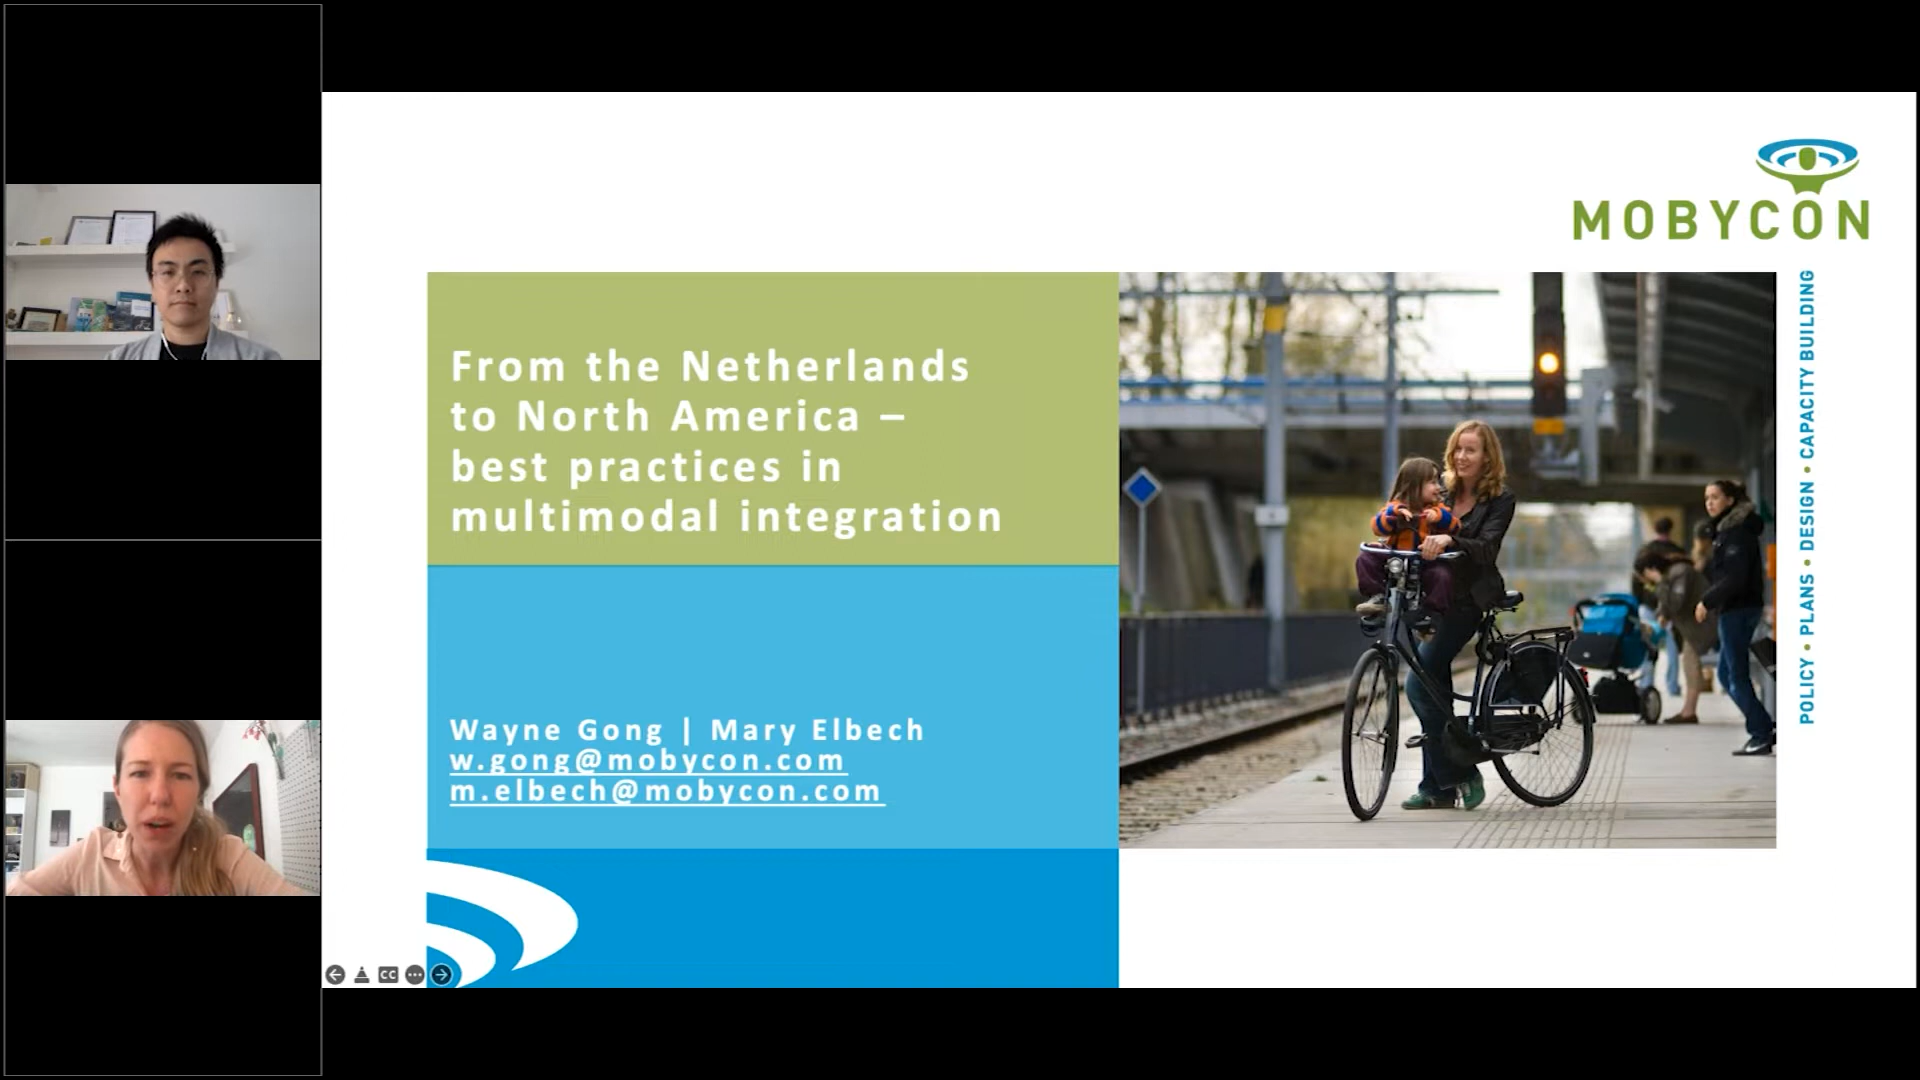 MOBYCON
From the Netherlands
to North America –
best practices in
multimodal integration
Wayne Gong | Mary Elbech
w.gong@mobycon.com
m.elbech@mobycon.com
POLICY • PLANS • DESIGN • CAPACITY BUILDING
CC